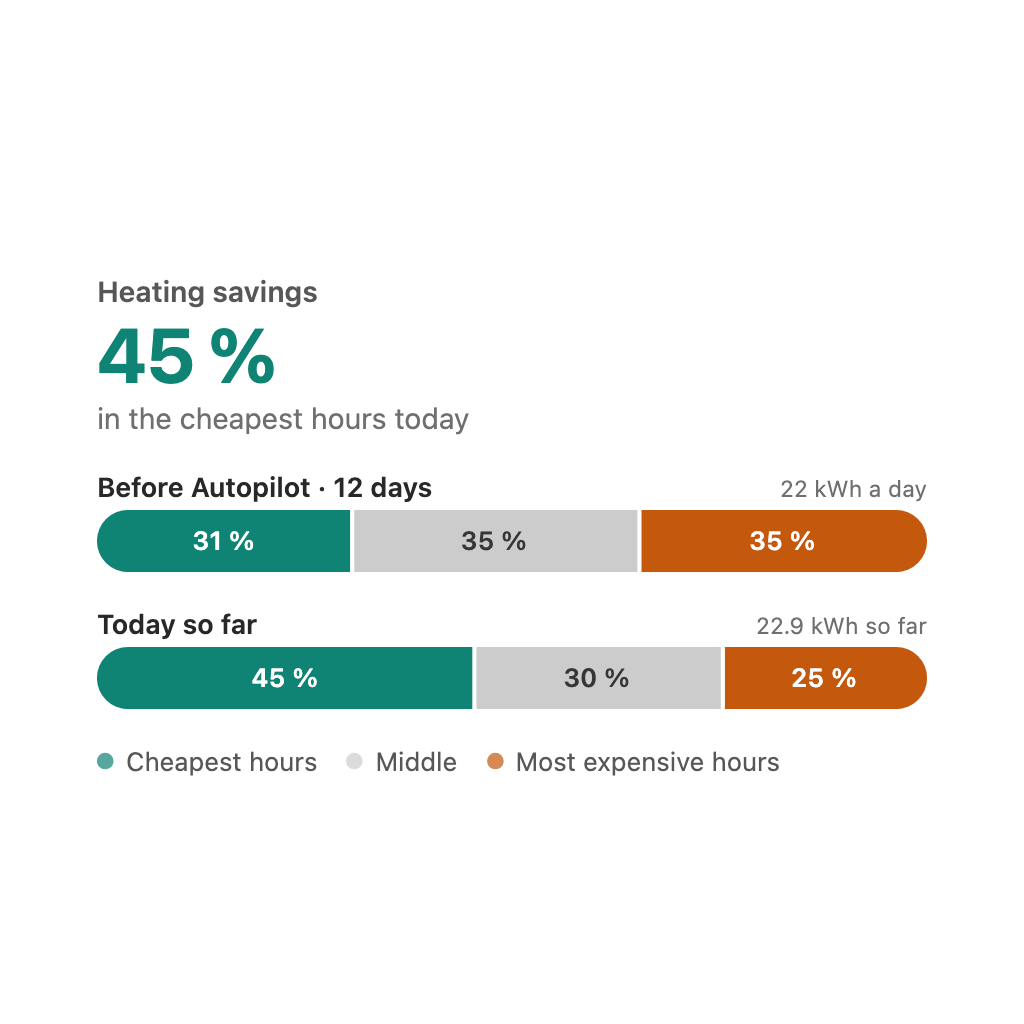 Heating savings
45 %
in the cheapest hours today
Before Autopilot · 12 days 22 kWh a day
31 % 35 % 35 %
Today so far 22.9 kWh so far
45 % 30 % 25 %
Cheapest hours Middle Most expensive hours